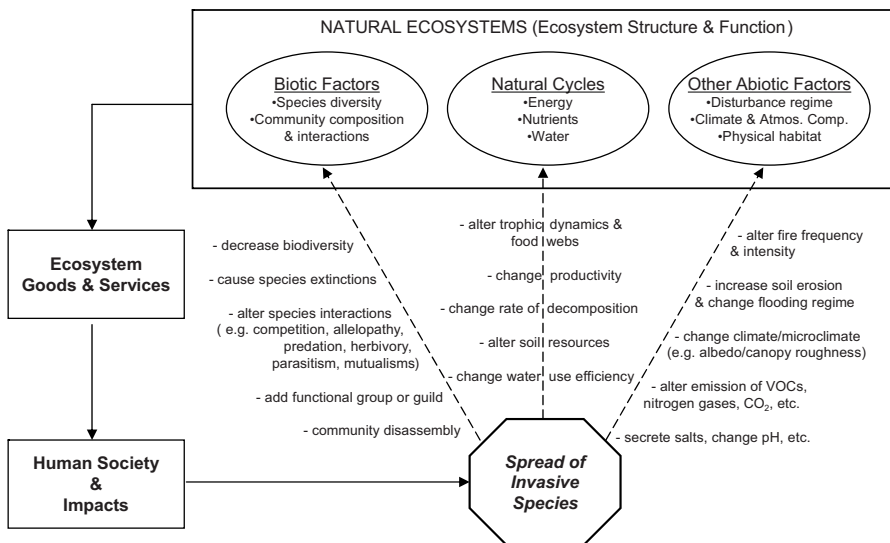 NATURAL ECOSYSTEMS (Ecosystem Structure & Function)
Biotic Factors
•Species diversity
•Community composition
& interactions
Natural Cycles
•Energy
•Nutrients
•Water
Other Abiotic Factors
•Disturbance regime
•Climate & Atmos. Comp.
•Physical habitat
Ecosystem
Goods & Services
Human Society
&
Impacts
- decrease biodiversity
- cause species extinctions
- alter species interactions
( e.g. competition, allelopathy,
predation, herbivory,
parasitism, mutualisms)
- add functional group or guild
- community disassembly
- alter trophic dynamics &
food webs
- change productivity
- change rate of decomposition
- alter soil resources
- change water use efficiency
- alter fire frequency
& intensity
- increase soil erosion
& change flooding regime
- change climate/microclimate
(e.g. albedo/canopy roughness)
- alter emission of VOCs,
nitrogen gases, CO₂, etc.
- secrete salts, change pH, etc.
Spread of
Invasive
Species